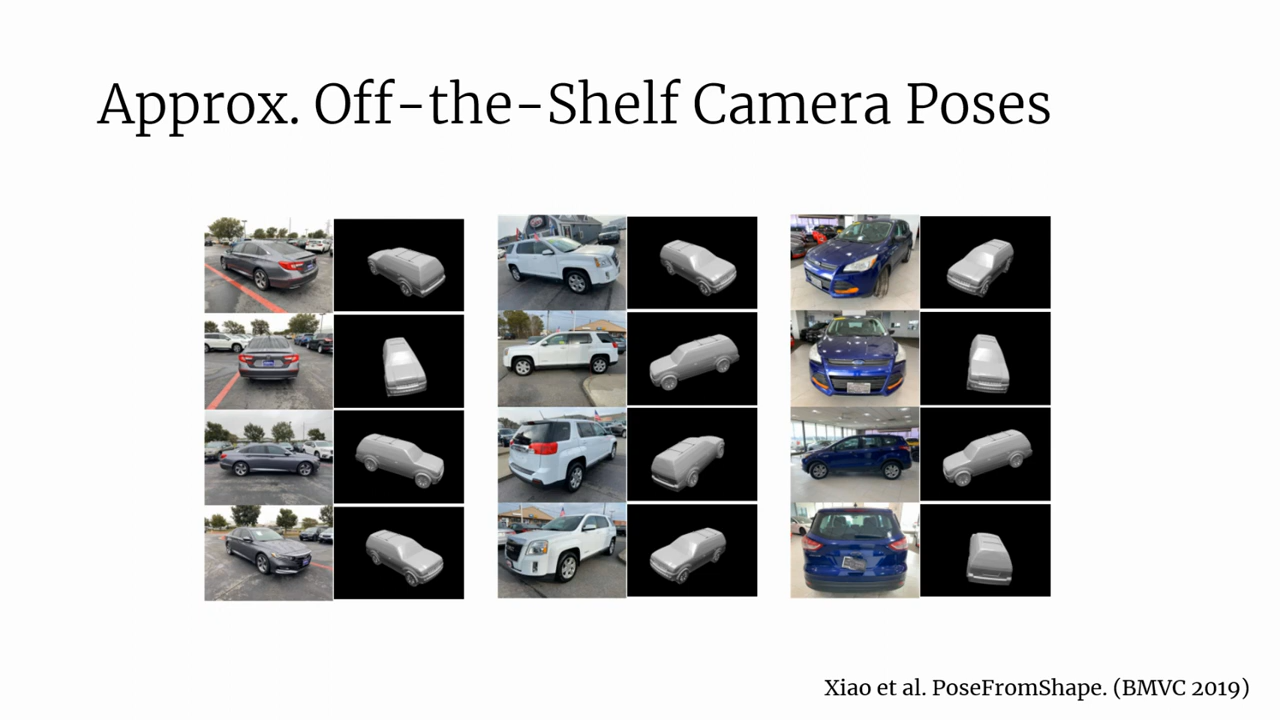 Approx. Off-the-Shelf Camera Poses
Xiao et al. PoseFromShape. (BMVC 2019)